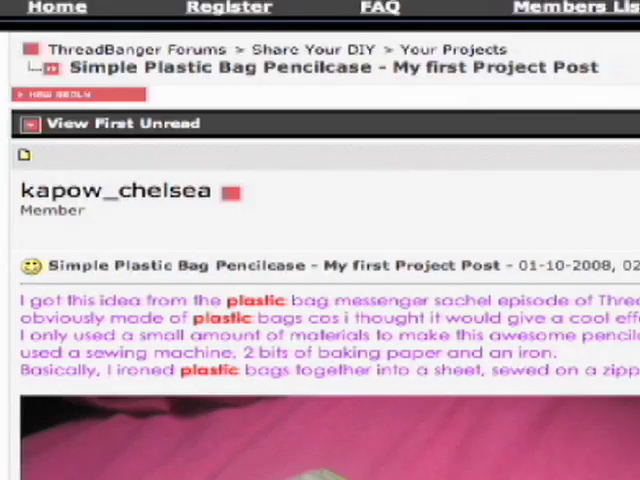 Home Register FAQ Members Lis
ThreadBanger Forums > Share Your DIY > Your Projects
Simple Plastic Bag Pencilcase - My first Project Post
NEW REPLY
View First Unread
kapow_chelsea
Member
Simple Plastic Bag Pencilcase - My first Project Post - 01-10-2008, 02
I got this idea from the plastic bag messenger sachel episode of Thre
obviously made of plastic bags cos i thought it would give a cool effe
I only used a small amount of materials to make this awesome pencilc
used a sewing machine, 2 bits of baking paper and an iron.
Basically, I ironed plastic bags together into a sheet, sewed on a zipp